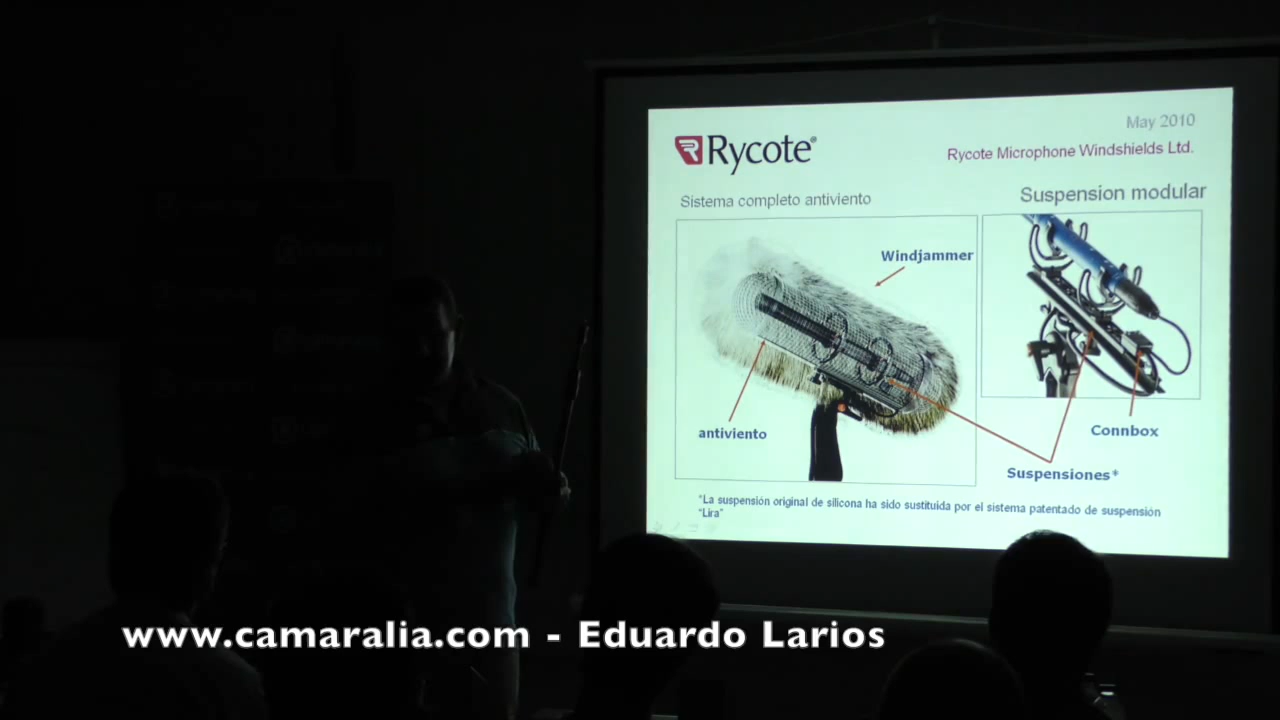 May 2010
Rycote®
Rycote Microphone Windshields Ltd.
Sistema completo antiviento
Suspension modular
Windjammer
antiviento
Connbox
Suspensiones*
*La suspensión original de silicona ha sido sustituida por el sistema patentado de suspensión
"Lira"
www.camaralia.com - Eduardo Larios